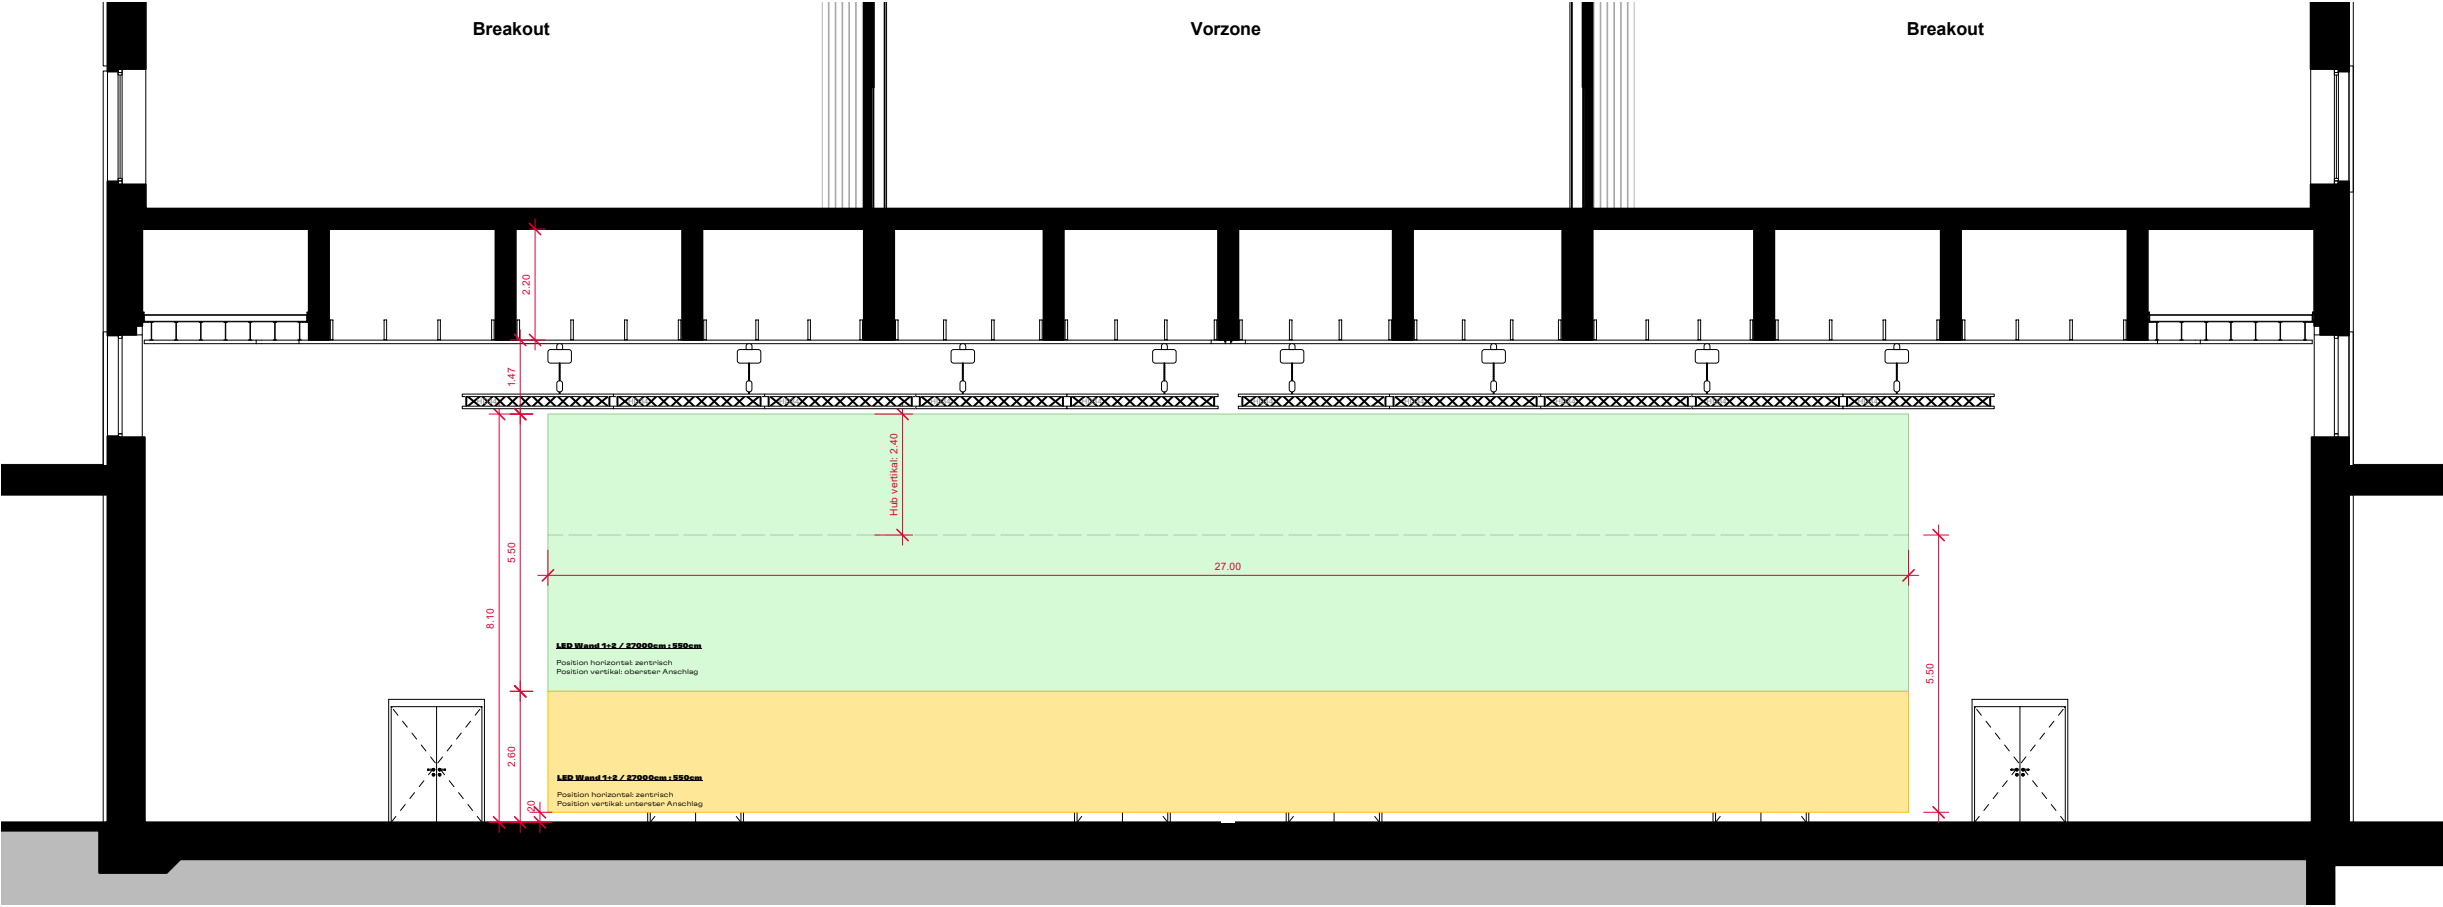 Breakout
Vorzone
Breakout
2.20
1.47
Hub vertikal: 2.40
5.50
27.00
8.10
LED Wand 1+2 / 27000cm : 550cm
Position horizontal: zentrisch
Position vertikal: oberster Anschlag
5.50
2.60
LED Wand 1+2 / 27000cm : 550cm
Position horizontal: zentrisch
Position vertikal: unterster Anschlag
20